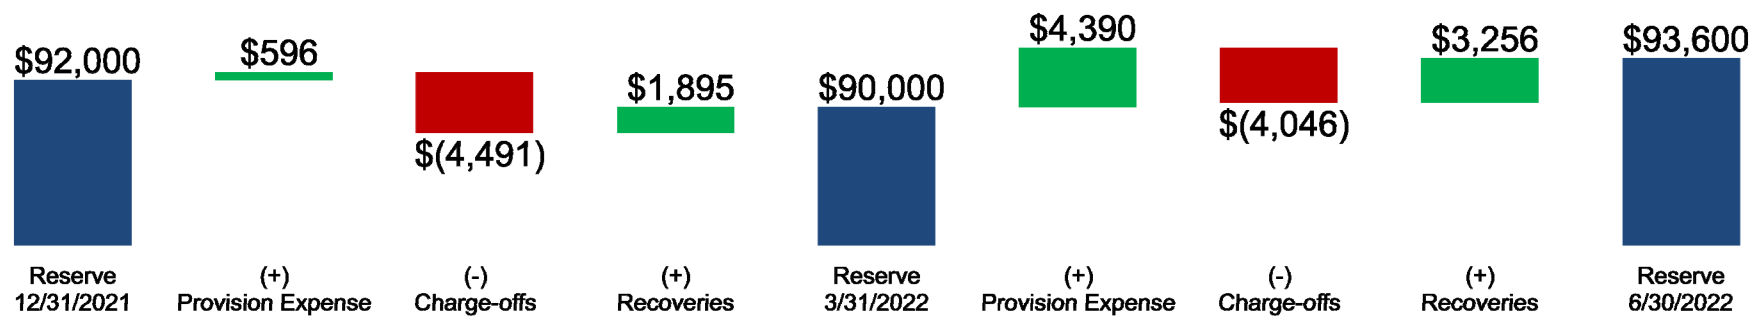 $92,000
$596
$(4,491)
$1,895
$90,000
$4,390
$(4,046)
$3,256
$93,600
Reserve
12/31/2021
(+)
Provision Expense
(-)
Charge-offs
(+)
Recoveries
Reserve
3/31/2022
(+)
Provision Expense
(-)
Charge-offs
(+)
Recoveries
Reserve
6/30/2022